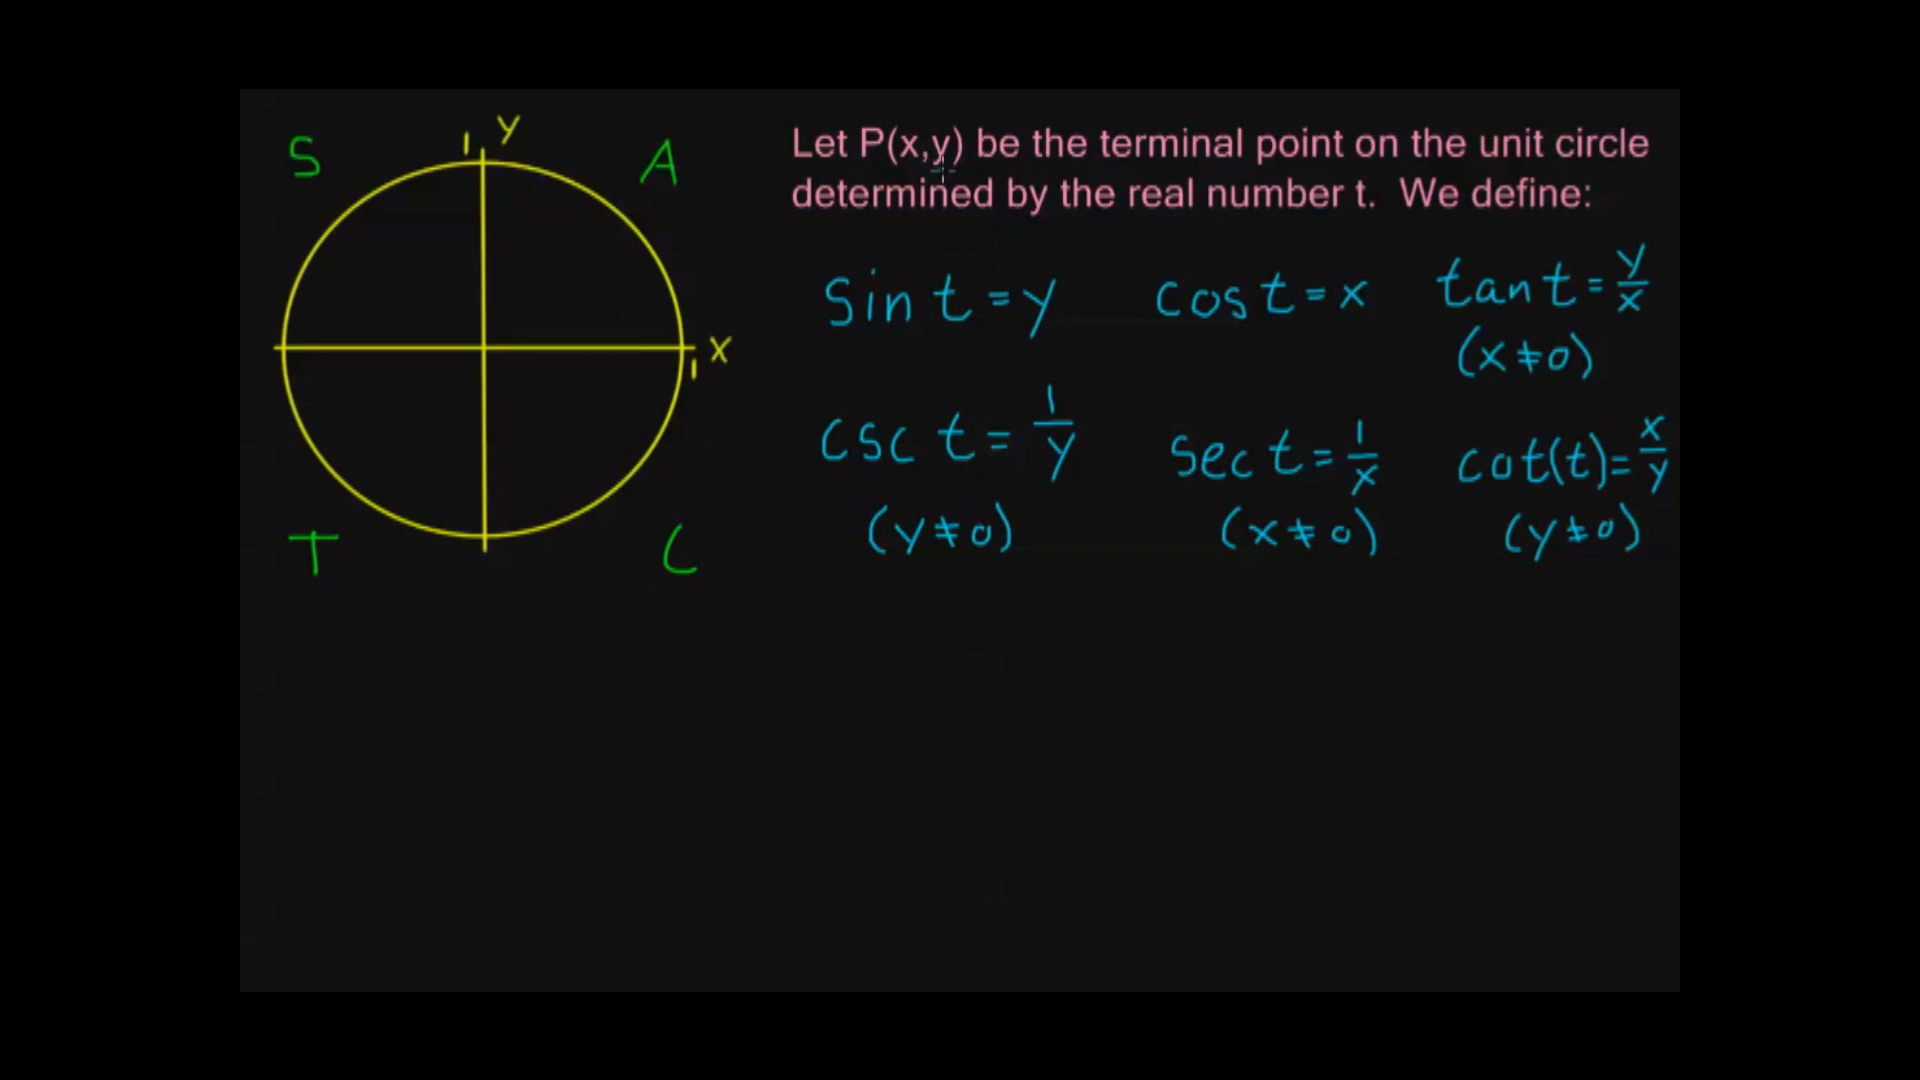 S
A
1 y
x
1
T
C
Let P(x,y) be the terminal point on the unit circle
determined by the real number t. We define:
sin t = y cos t = x tan t = y/x
(x ≠ 0)
csc t = 1/y sec t = 1/x cot(t) = x/y
(y ≠ 0) (x ≠ 0) (y ≠ 0)